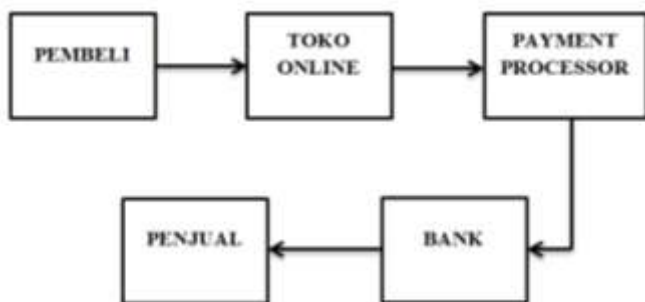 PEMBELI
TOKO
ONLINE
PAYMENT
PROCESSOR
PENJUAL
BANK